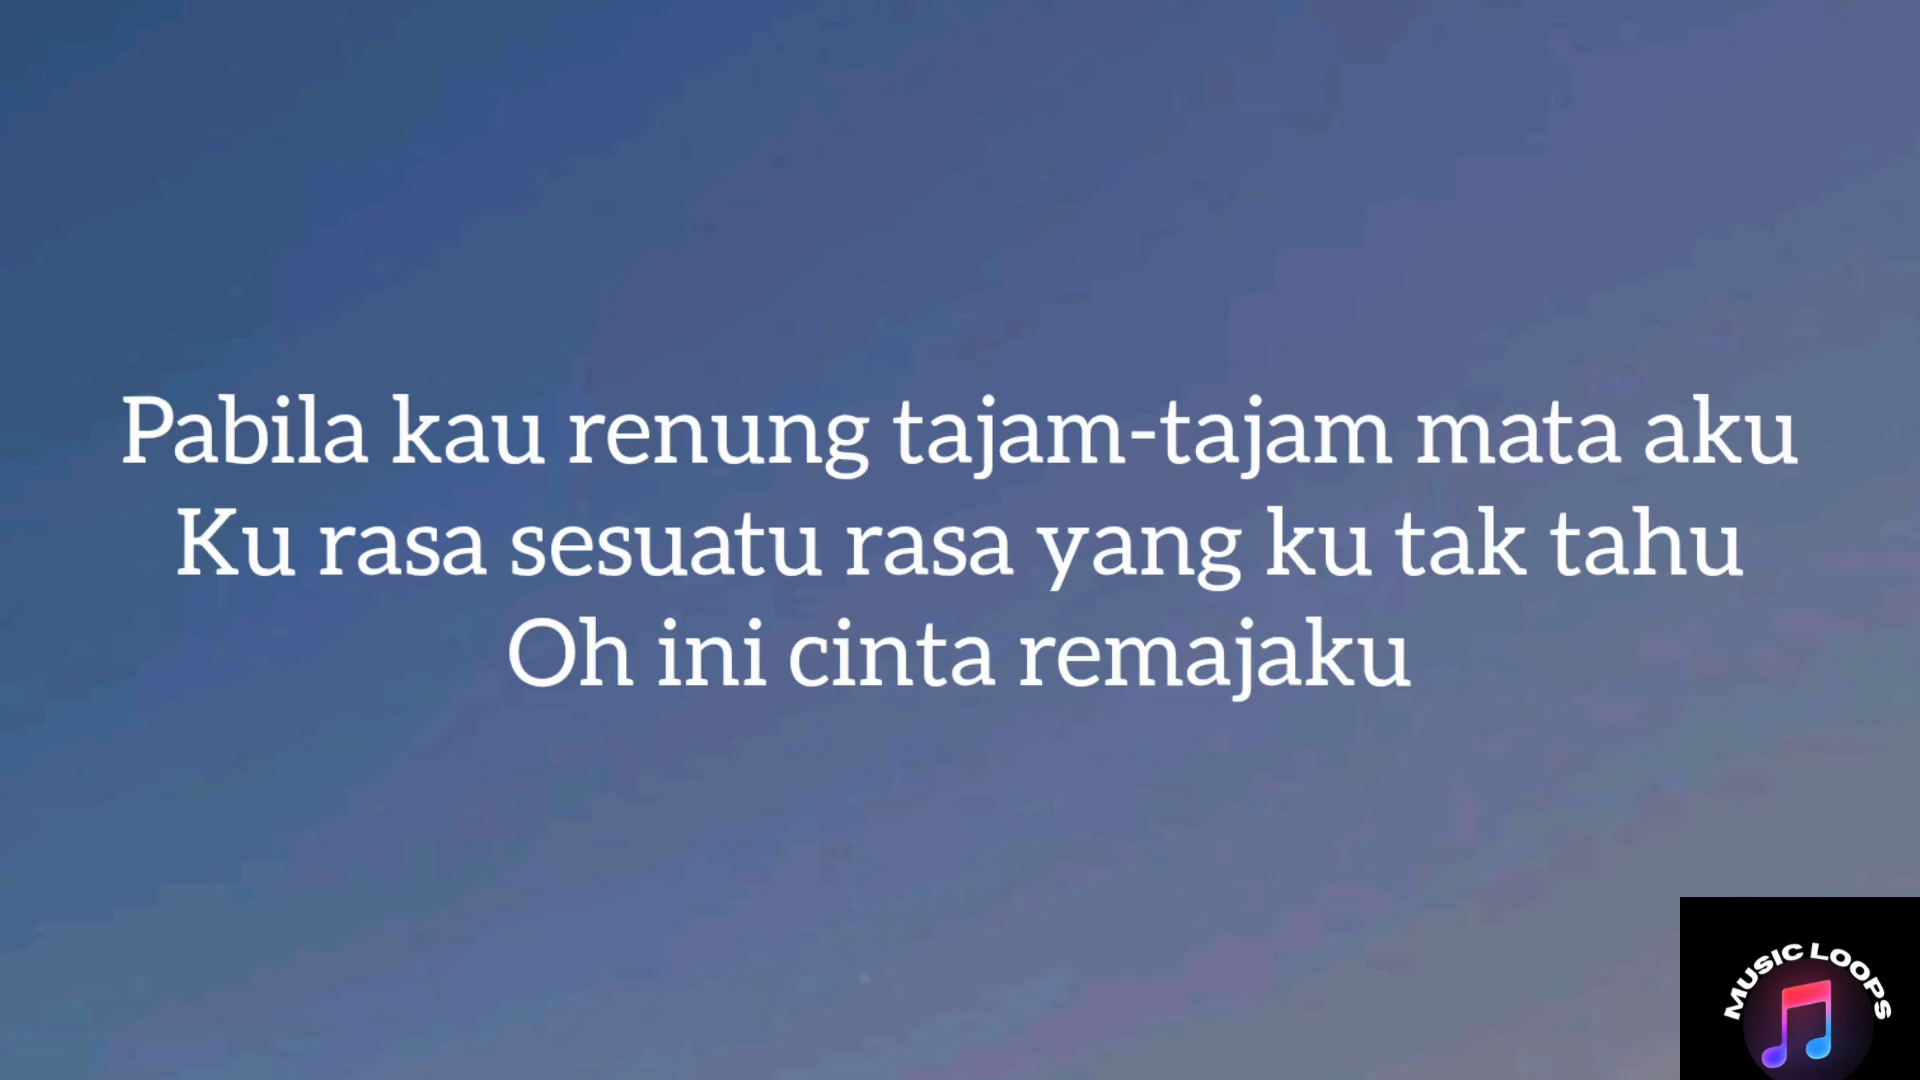 Pabila kau renung tajam-tajam mata aku
Ku rasa sesuatu rasa yang ku tak tahu
Oh ini cinta remajaku
MUSIC LOOPS